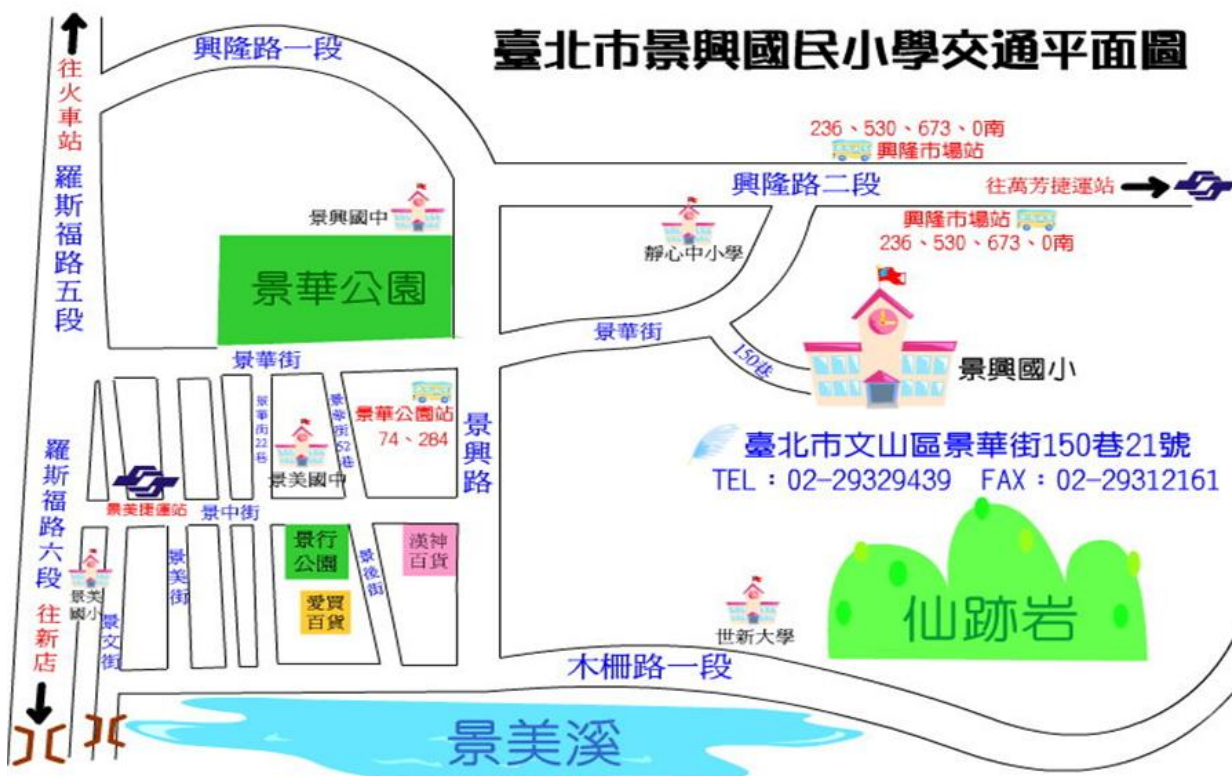 臺北市景興國民小學交通平面圖
興隆路一段
往火車站
羅斯福路五段
236、530、673、0南
興隆市場站
興隆路二段
往萬芳捷運站
興隆市場站
236、530、673、0南
景興國中
靜心中小學
景華公園
景華街
景華街
150巷
景興國小
景華街22巷
景華街52巷
景華公園站
74、284
景興路
景美國中
臺北市文山區景華街150巷21號
TEL：02-29329439 FAX：02-29312161
羅斯福路六段
景美捷運站
景中街
景行
公園
漢神
百貨
景美街
景後街
愛買
百貨
景美
國小
景文街
往新店
世新大學
仙跡岩
木柵路一段
景美溪